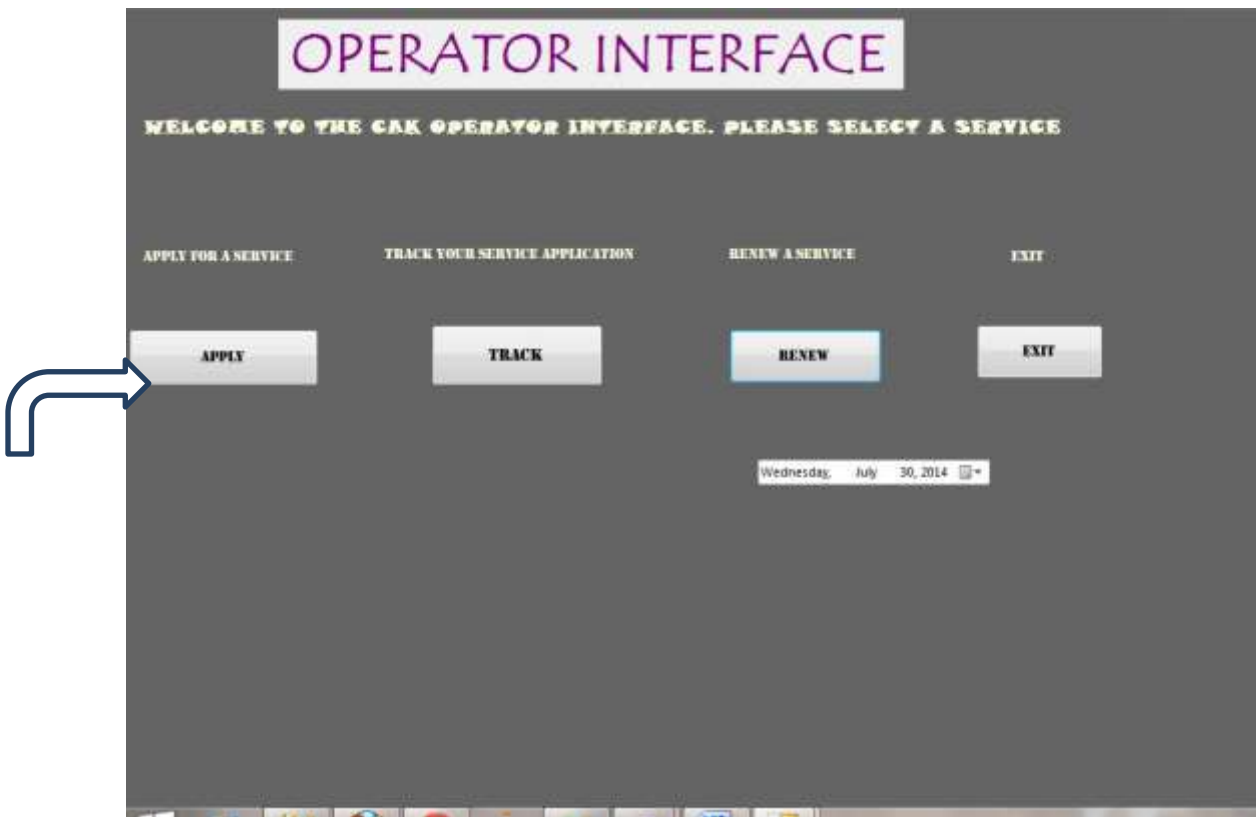 OPERATOR INTERFACE
WELCOME TO THE CAK OPERATOR INTERFACE. PLEASE SELECT A SERVICE
APPLY FOR A SERVICE TRACK YOUR SERVICE APPLICATION RENEW A SERVICE EXIT
APPLY TRACK RENEW EXIT
Wednesday, July 30, 2014